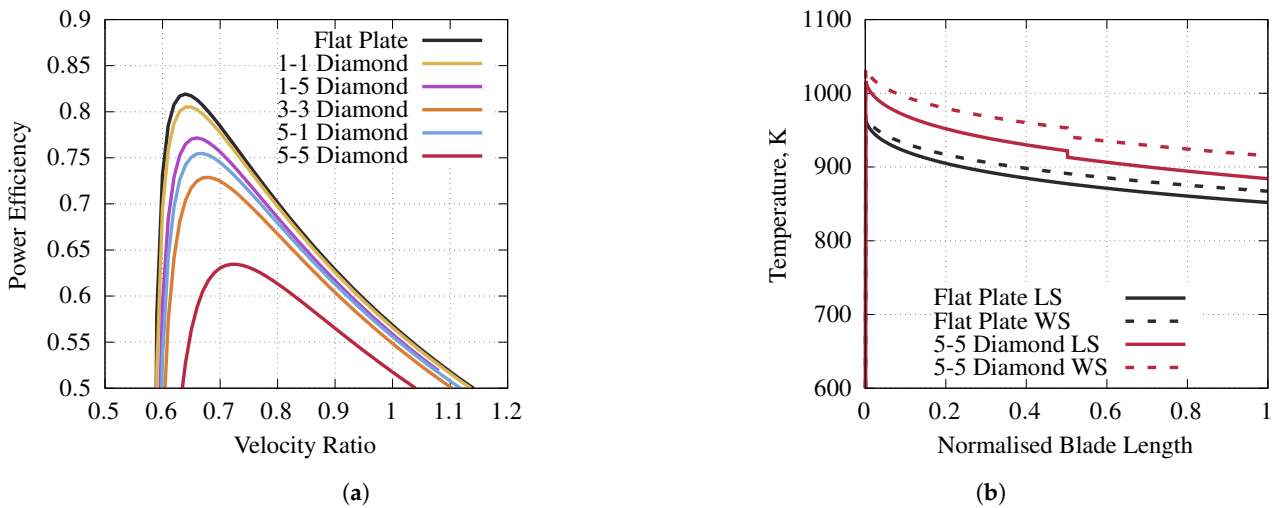 0.9
0.85
0.8
0.75
0.7
0.65
0.6
0.55
0.5
0.5 0.6 0.7 0.8 0.9 1 1.1 1.2
Power Efficiency
Velocity Ratio
Flat Plate
1-1 Diamond
1-5 Diamond
3-3 Diamond
5-1 Diamond
5-5 Diamond
(a)
1100
1000
900
800
700
600
0 0.2 0.4 0.6 0.8 1
Temperature, K
Normalised Blade Length
Flat Plate LS
Flat Plate WS
5-5 Diamond LS
5-5 Diamond WS
(b)